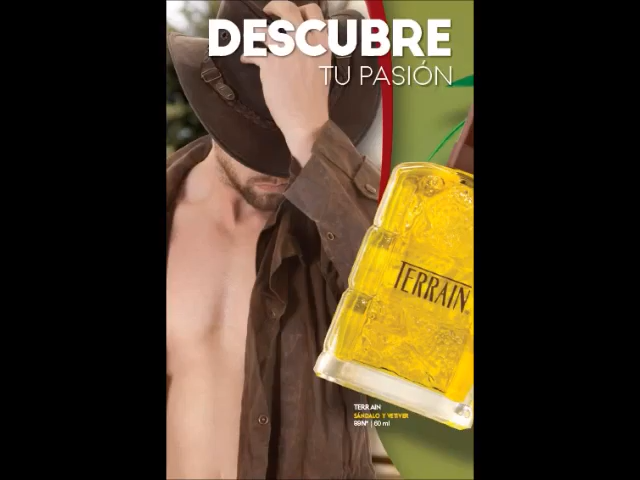 DESCUBRE
TU PASIÓN
TERRAIN
TERRAIN
SÁNDALO Y VETIVER
| 60 ml